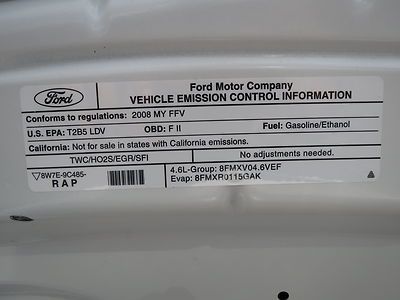 Ford
Ford Motor Company
VEHICLE EMISSION CONTROL INFORMATION
Conforms to regulations: 2008 MY FFV
U.S. EPA: T2B5 LDV OBD: F II Fuel: Gasoline/Ethanol
California: Not for sale in states with California emissions.
TWC/HO2S/EGR/SFI No adjustments needed.
8W7E-9C485-
RAP
4.6L-Group: 8FMXV04.6VEF
Evap: 8FMXR0115GAK